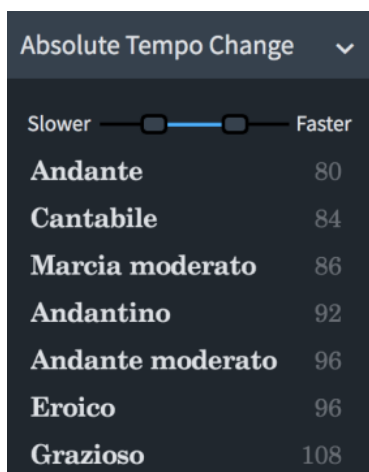 Absolute Tempo Change
Slower Faster
Andante 80
Cantabile 84
Marcia moderato 86
Andantino 92
Andante moderato 96
Eroico 96
Grazioso 108